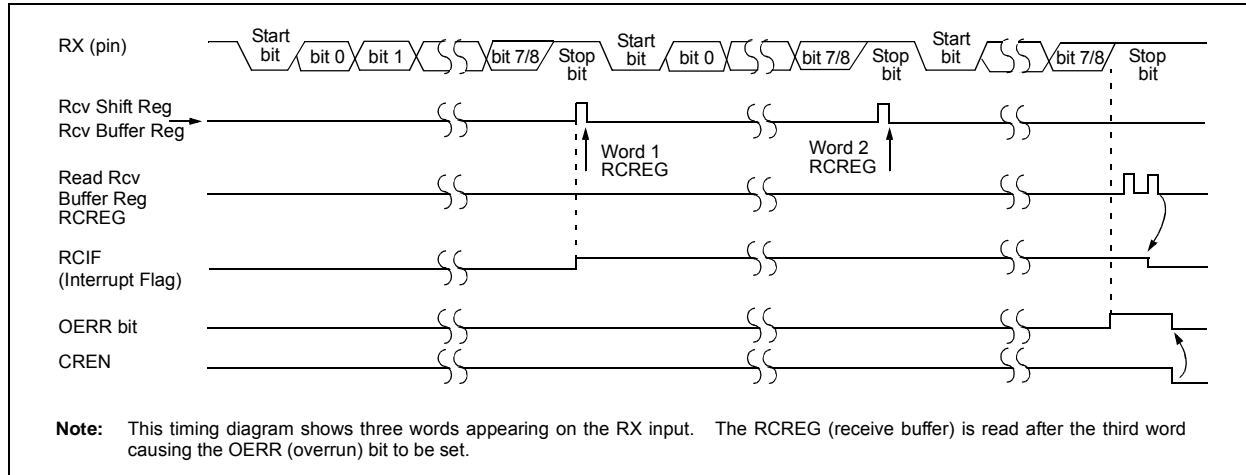 RX (pin)
Start
bit
bit 0
bit 1
bit 7/8
Stop
bit
Start
bit
bit 0
bit 7/8
Stop
bit
Start
bit
bit 7/8
Stop
bit
Rcv Shift Reg
Rcv Buffer Reg
Word 1
RCREG
Word 2
RCREG
Read Rcv
Buffer Reg
RCREG
RCIF
(Interrupt Flag)
OERR bit
CREN
Note: This timing diagram shows three words appearing on the RX input. The RCREG (receive buffer) is read after the third word
causing the OERR (overrun) bit to be set.